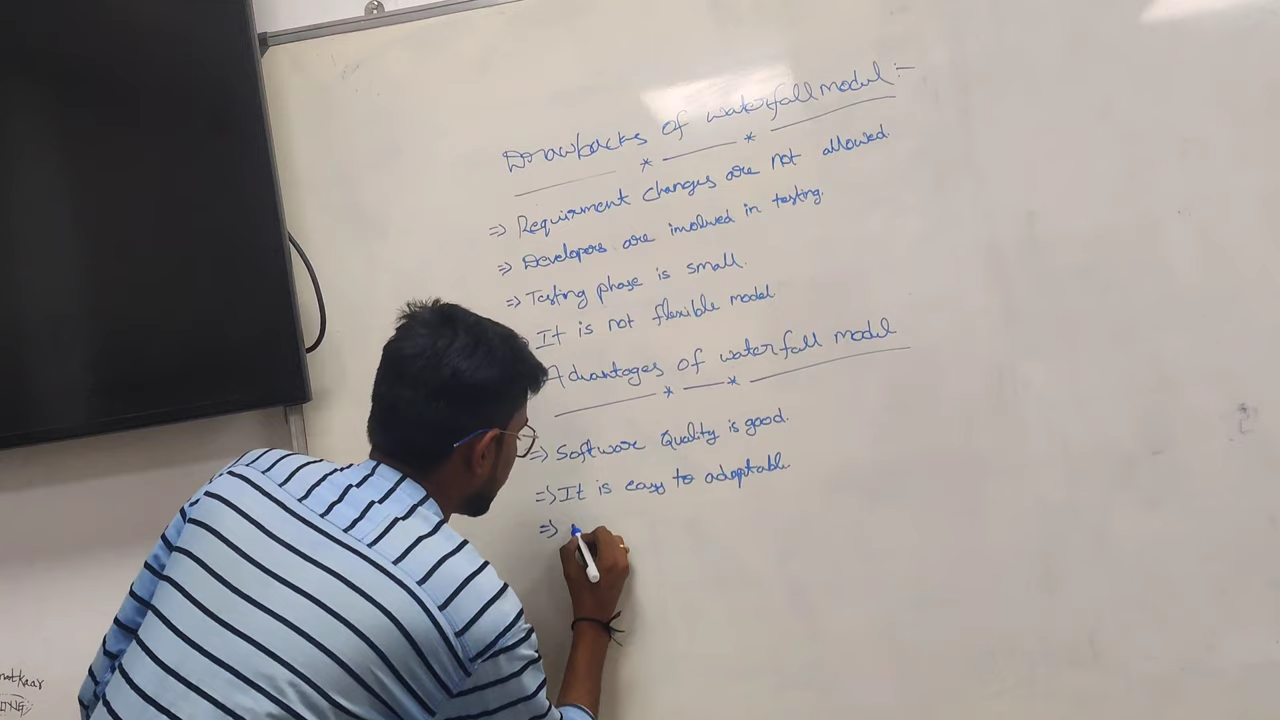 Drawbacks of waterfall model :-
=> Requirment changes are not allowed.
=> Developers are involved in testing.
=> Testing phase is small.
It is not flexible model
Advantages of waterfall model
=> Software Quality is good.
=> It is easy to adoptable
=>